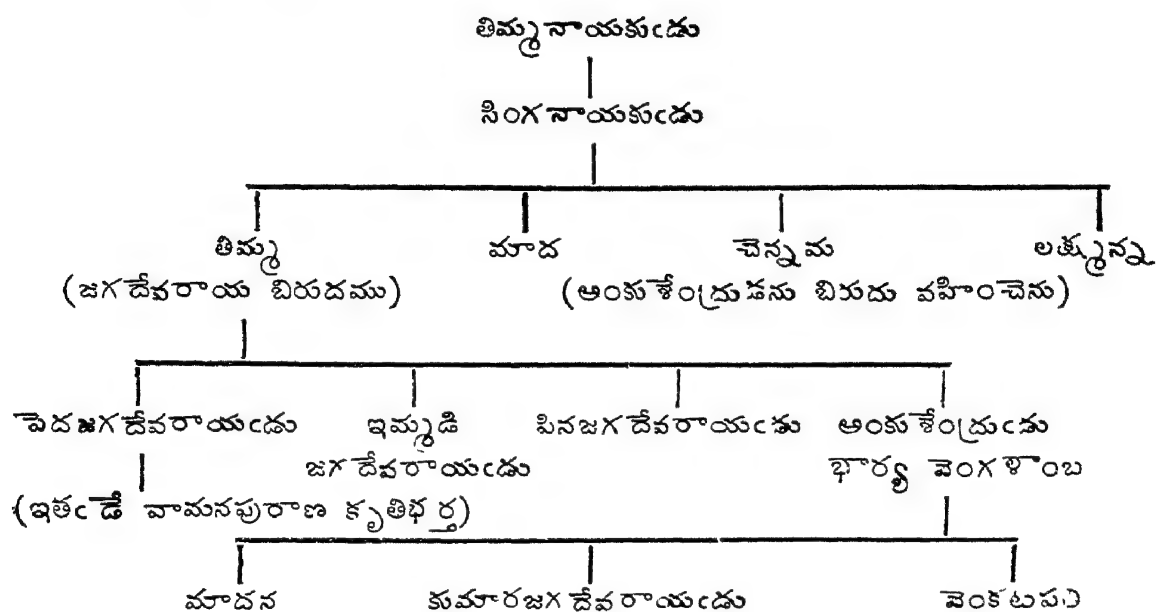 తిమ్మనాయకుఁడు
సింగనాయకుఁడు
తిమ్మ మాద చెన్నమ లక్ష్మన్న
(జగదేవరాయ బిరుదము) (అంకుశేంద్రుడను బిరుదు వహించెను)
పెదజగదేవరాయఁడు ఇమ్మడి పినజగదేవరాయఁడు అంకుశేంద్రుఁడు
జగదేవరాయఁడు భార్య వెంగళాంబ
(ఇతఁడే వామనపురాణ కృతిభర్త)
మాదన కుమారజగదేవరాయఁడు